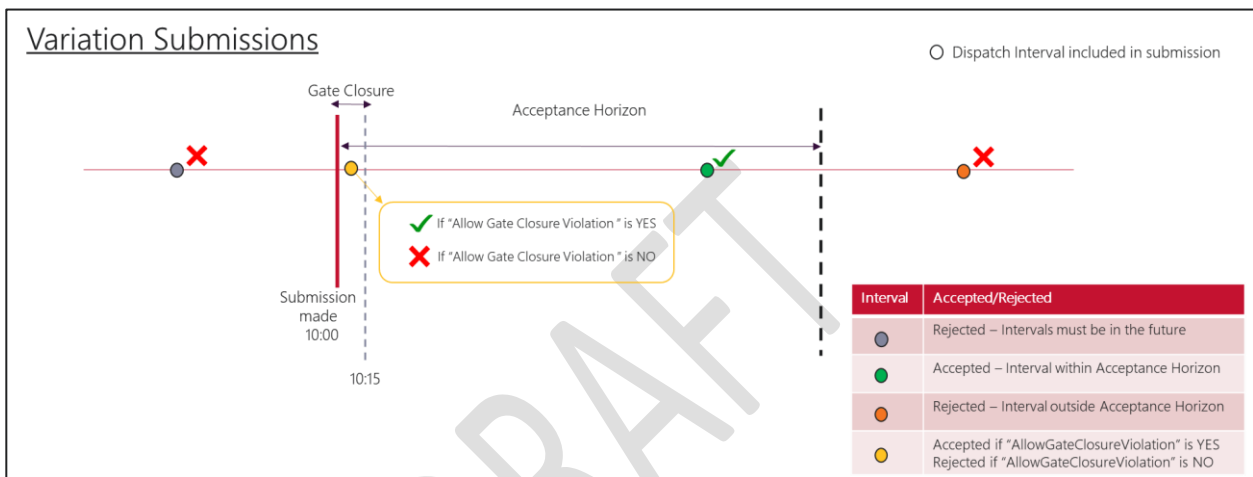 Variation Submissions
Dispatch Interval included in submission
Gate Closure
Acceptance Horizon
If “Allow Gate Closure Violation ” is YES
If “Allow Gate Closure Violation ” is NO
Submission
made
10:00
10:15
Interval Accepted/Rejected
Rejected – Intervals must be in the future
Accepted – Interval within Acceptance Horizon
Rejected – Interval outside Acceptance Horizon
Accepted if “AllowGateClosureViolation” is YES
Rejected if “AllowGateClosureViolation” is NO
DRAFT